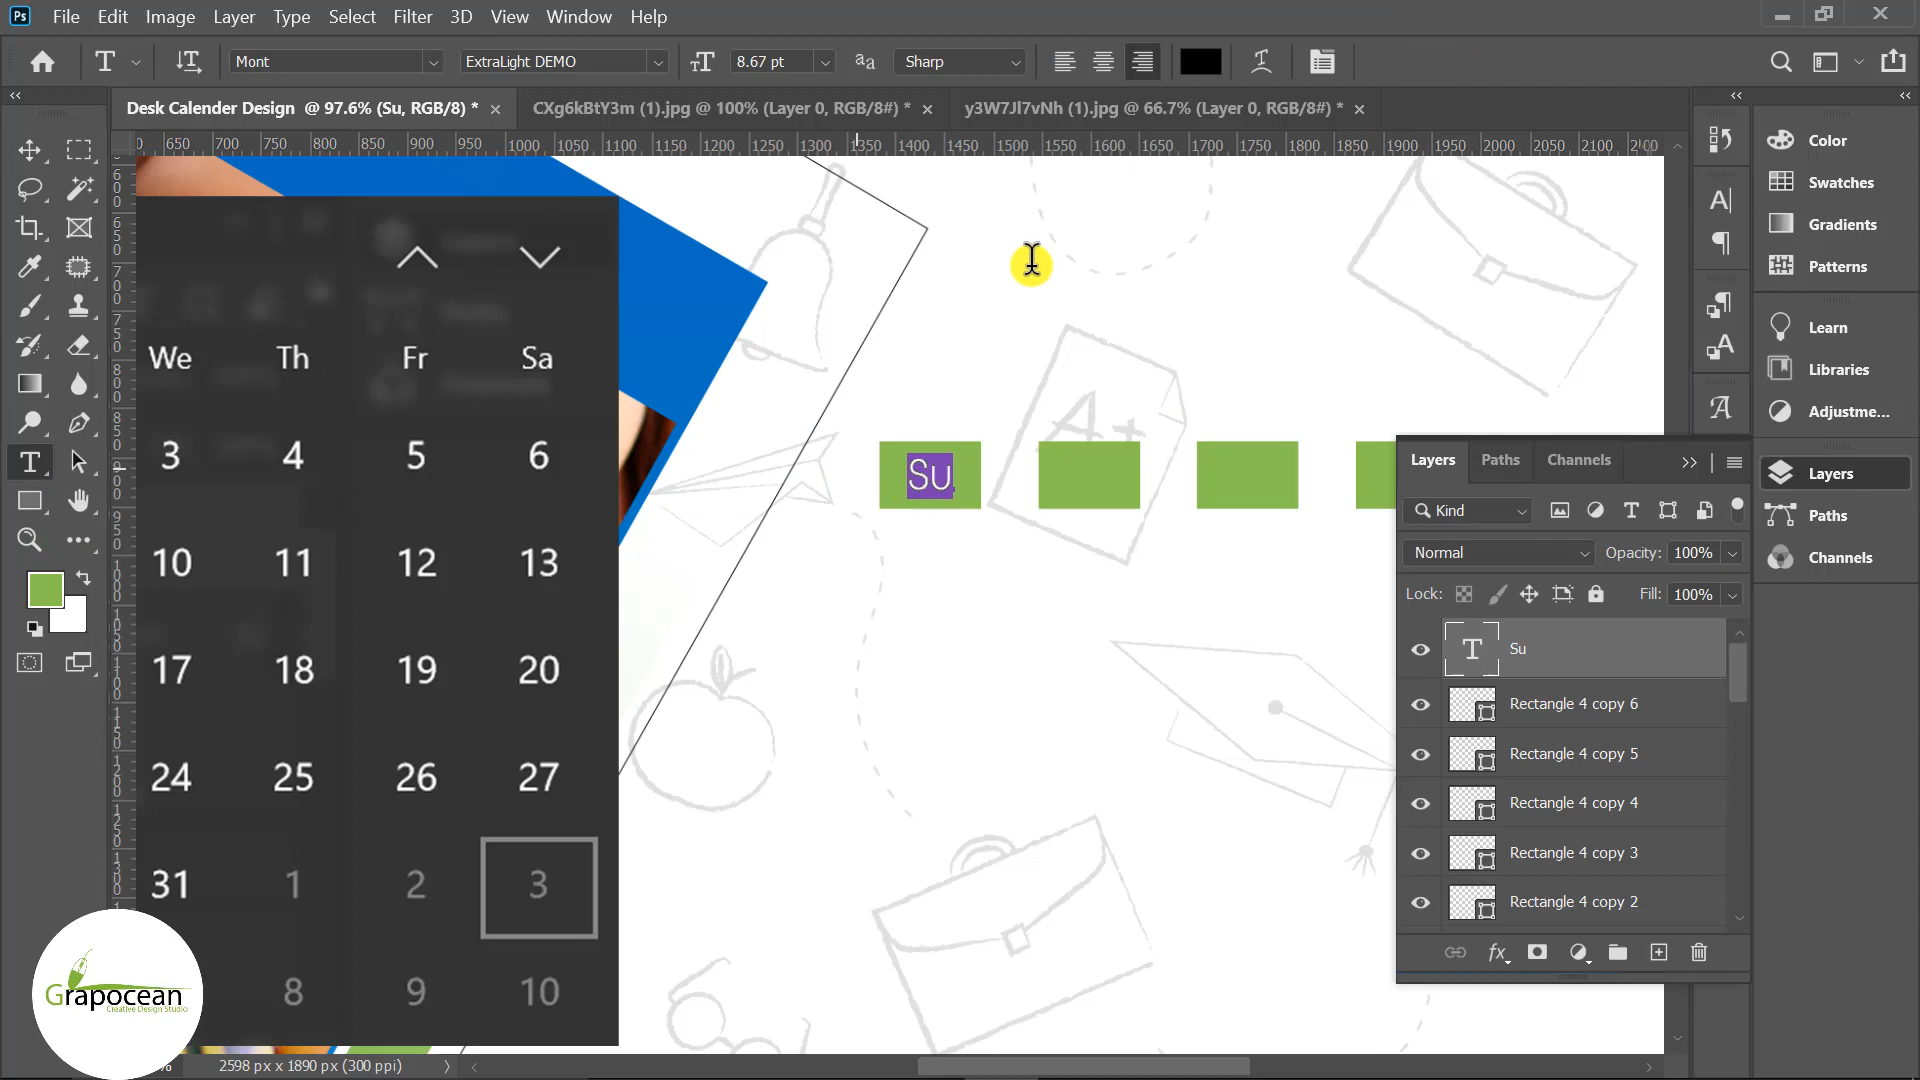 Ps File Edit Image Layer Type Select Filter 3D View Window Help
T Mont ExtraLight DEMO 8.67 pt aa Sharp
Desk Calender Design @ 97.6% (Su, RGB/8) * CXg6kBtY3m (1).jpg @ 100% (Layer 0, RGB/8#) * y3W7Jl7vNh (1).jpg @ 66.7% (Layer 0, RGB/8#) *
650 700 750 800 850 900 950 1000 1050 1100 1150 1200 1250 1300 1350 1400 1450 1500 1550 1600 1650 1700 1750 1800 1850 1900 1950 2000 2050
Color
Swatches
Gradients
Patterns
Learn
Libraries
Adjustme...
Layers
Paths
Channels
We Th Fr Sa
3 4 5 6
10 11 12 13
17 18 19 20
24 25 26 27
31 1 2 3
8 9 10
A+
Su
Layers Paths Channels
Kind
Normal Opacity: 100%
Lock: Fill: 100%
Su
Rectangle 4 copy 6
Rectangle 4 copy 5
Rectangle 4 copy 4
Rectangle 4 copy 3
Rectangle 4 copy 2
fx
Grapocean
Creative Design Studio
% 2598 px x 1890 px (300 ppi)